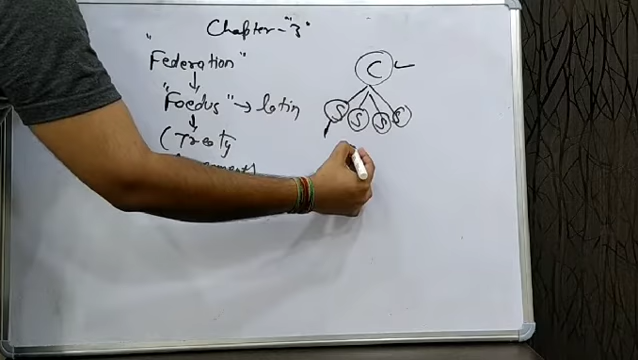 Chapter-"3"
"Federation"
"Foedus" → latin
(Treaty
C
S S S S